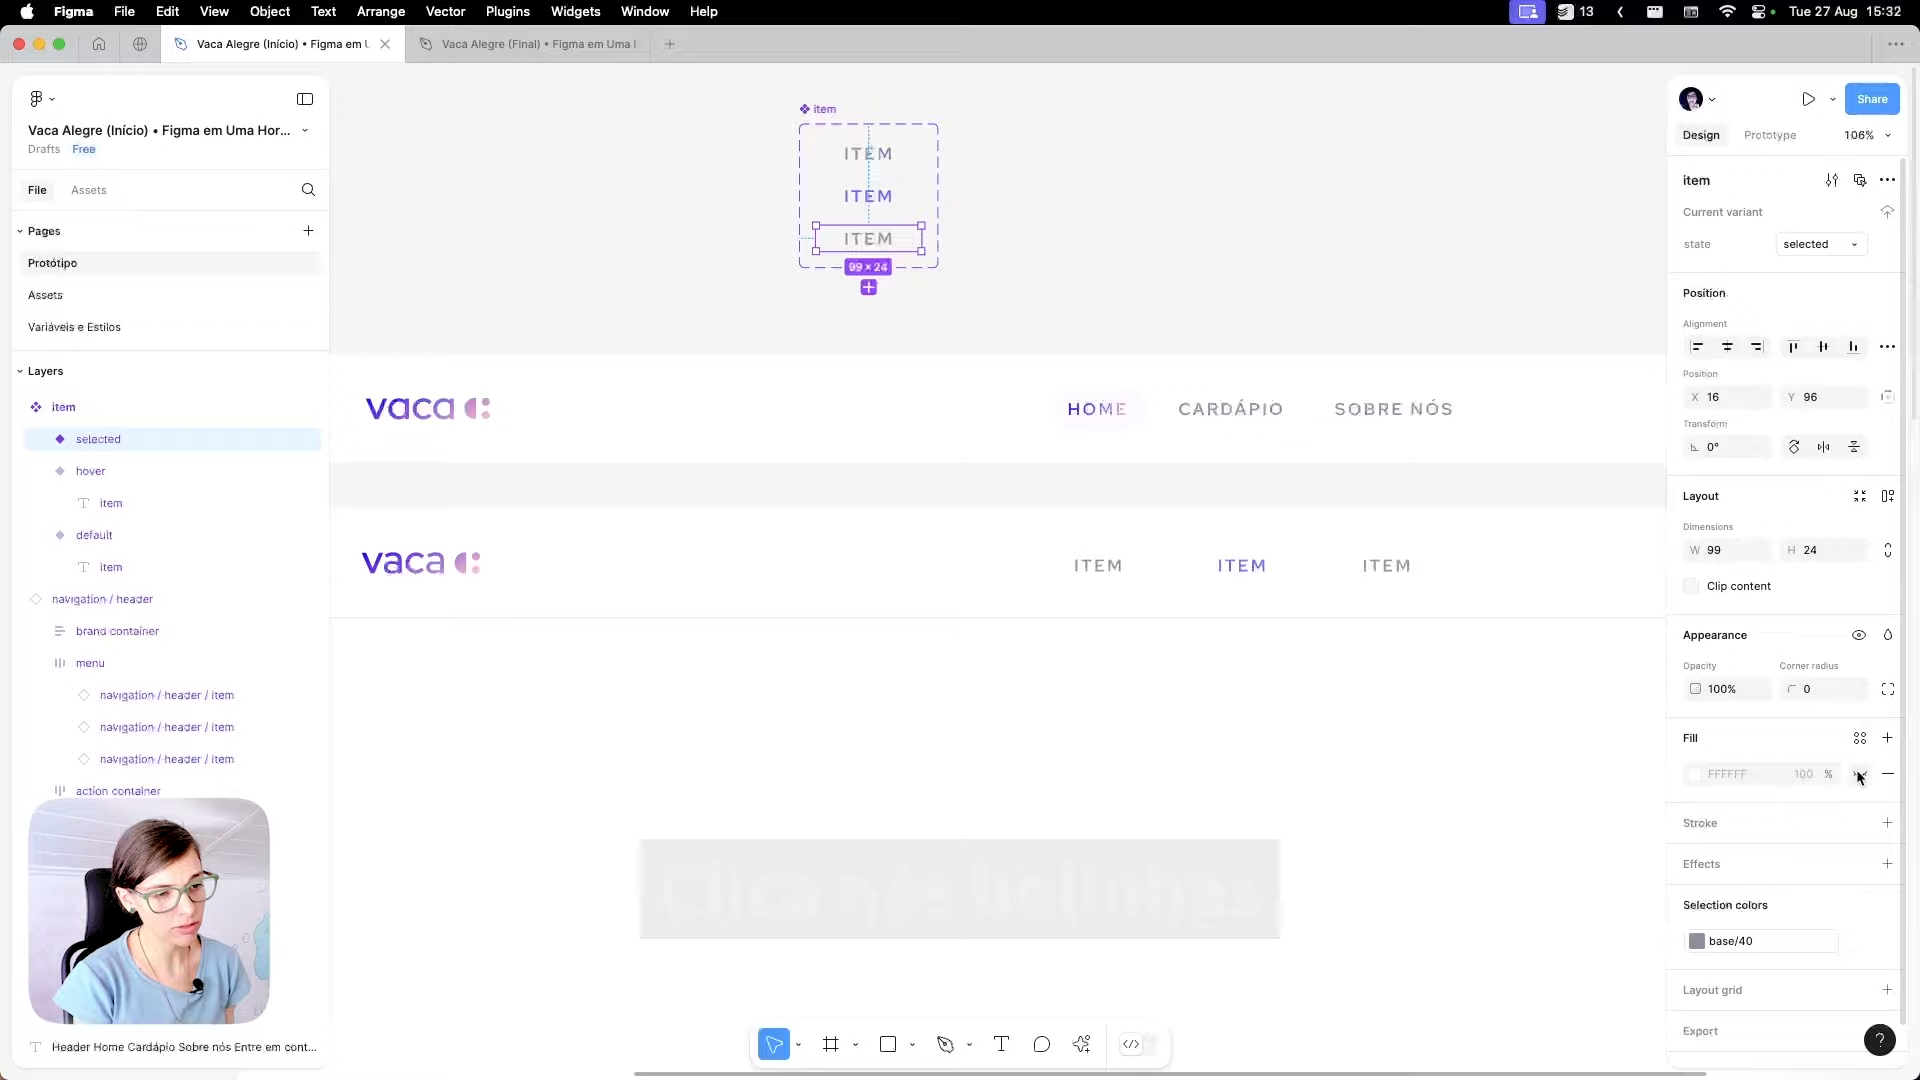 Figma File Edit View Object Text Arrange Vector Plugins Widgets Window Help 13 Tue 27 Aug 15:32
Vaca Alegre (Início) • Figma em U
Vaca Alegre (Final) • Figma em Uma
Vaca Alegre (Início) • Figma em Uma Hor...
Drafts Free
File Assets
Pages
Protótipo
Assets
Variáveis e Estilos
Layers
item
selected
hover
item
default
item
navigation / header
brand container
menu
navigation / header / item
navigation / header / item
navigation / header / item
action container
Header Home Cardápio Sobre nós Entre em cont...
item
ITEM
ITEM
ITEM
99 × 24
vaca
HOME CARDÁPIO SOBRE NÓS
vaca
ITEM ITEM ITEM
Share
Design Prototype 106%
item
Current variant
state selected
Position
Alignment
Position
X 16 Y 96
Transform
0°
Layout
Dimensions
W 99 H 24
Clip content
Appearance
Opacity Corner radius
100% 0
Fill
FFFFFF 100 %
Stroke
Effects
Selection colors
base/40
Layout grid
Export
?